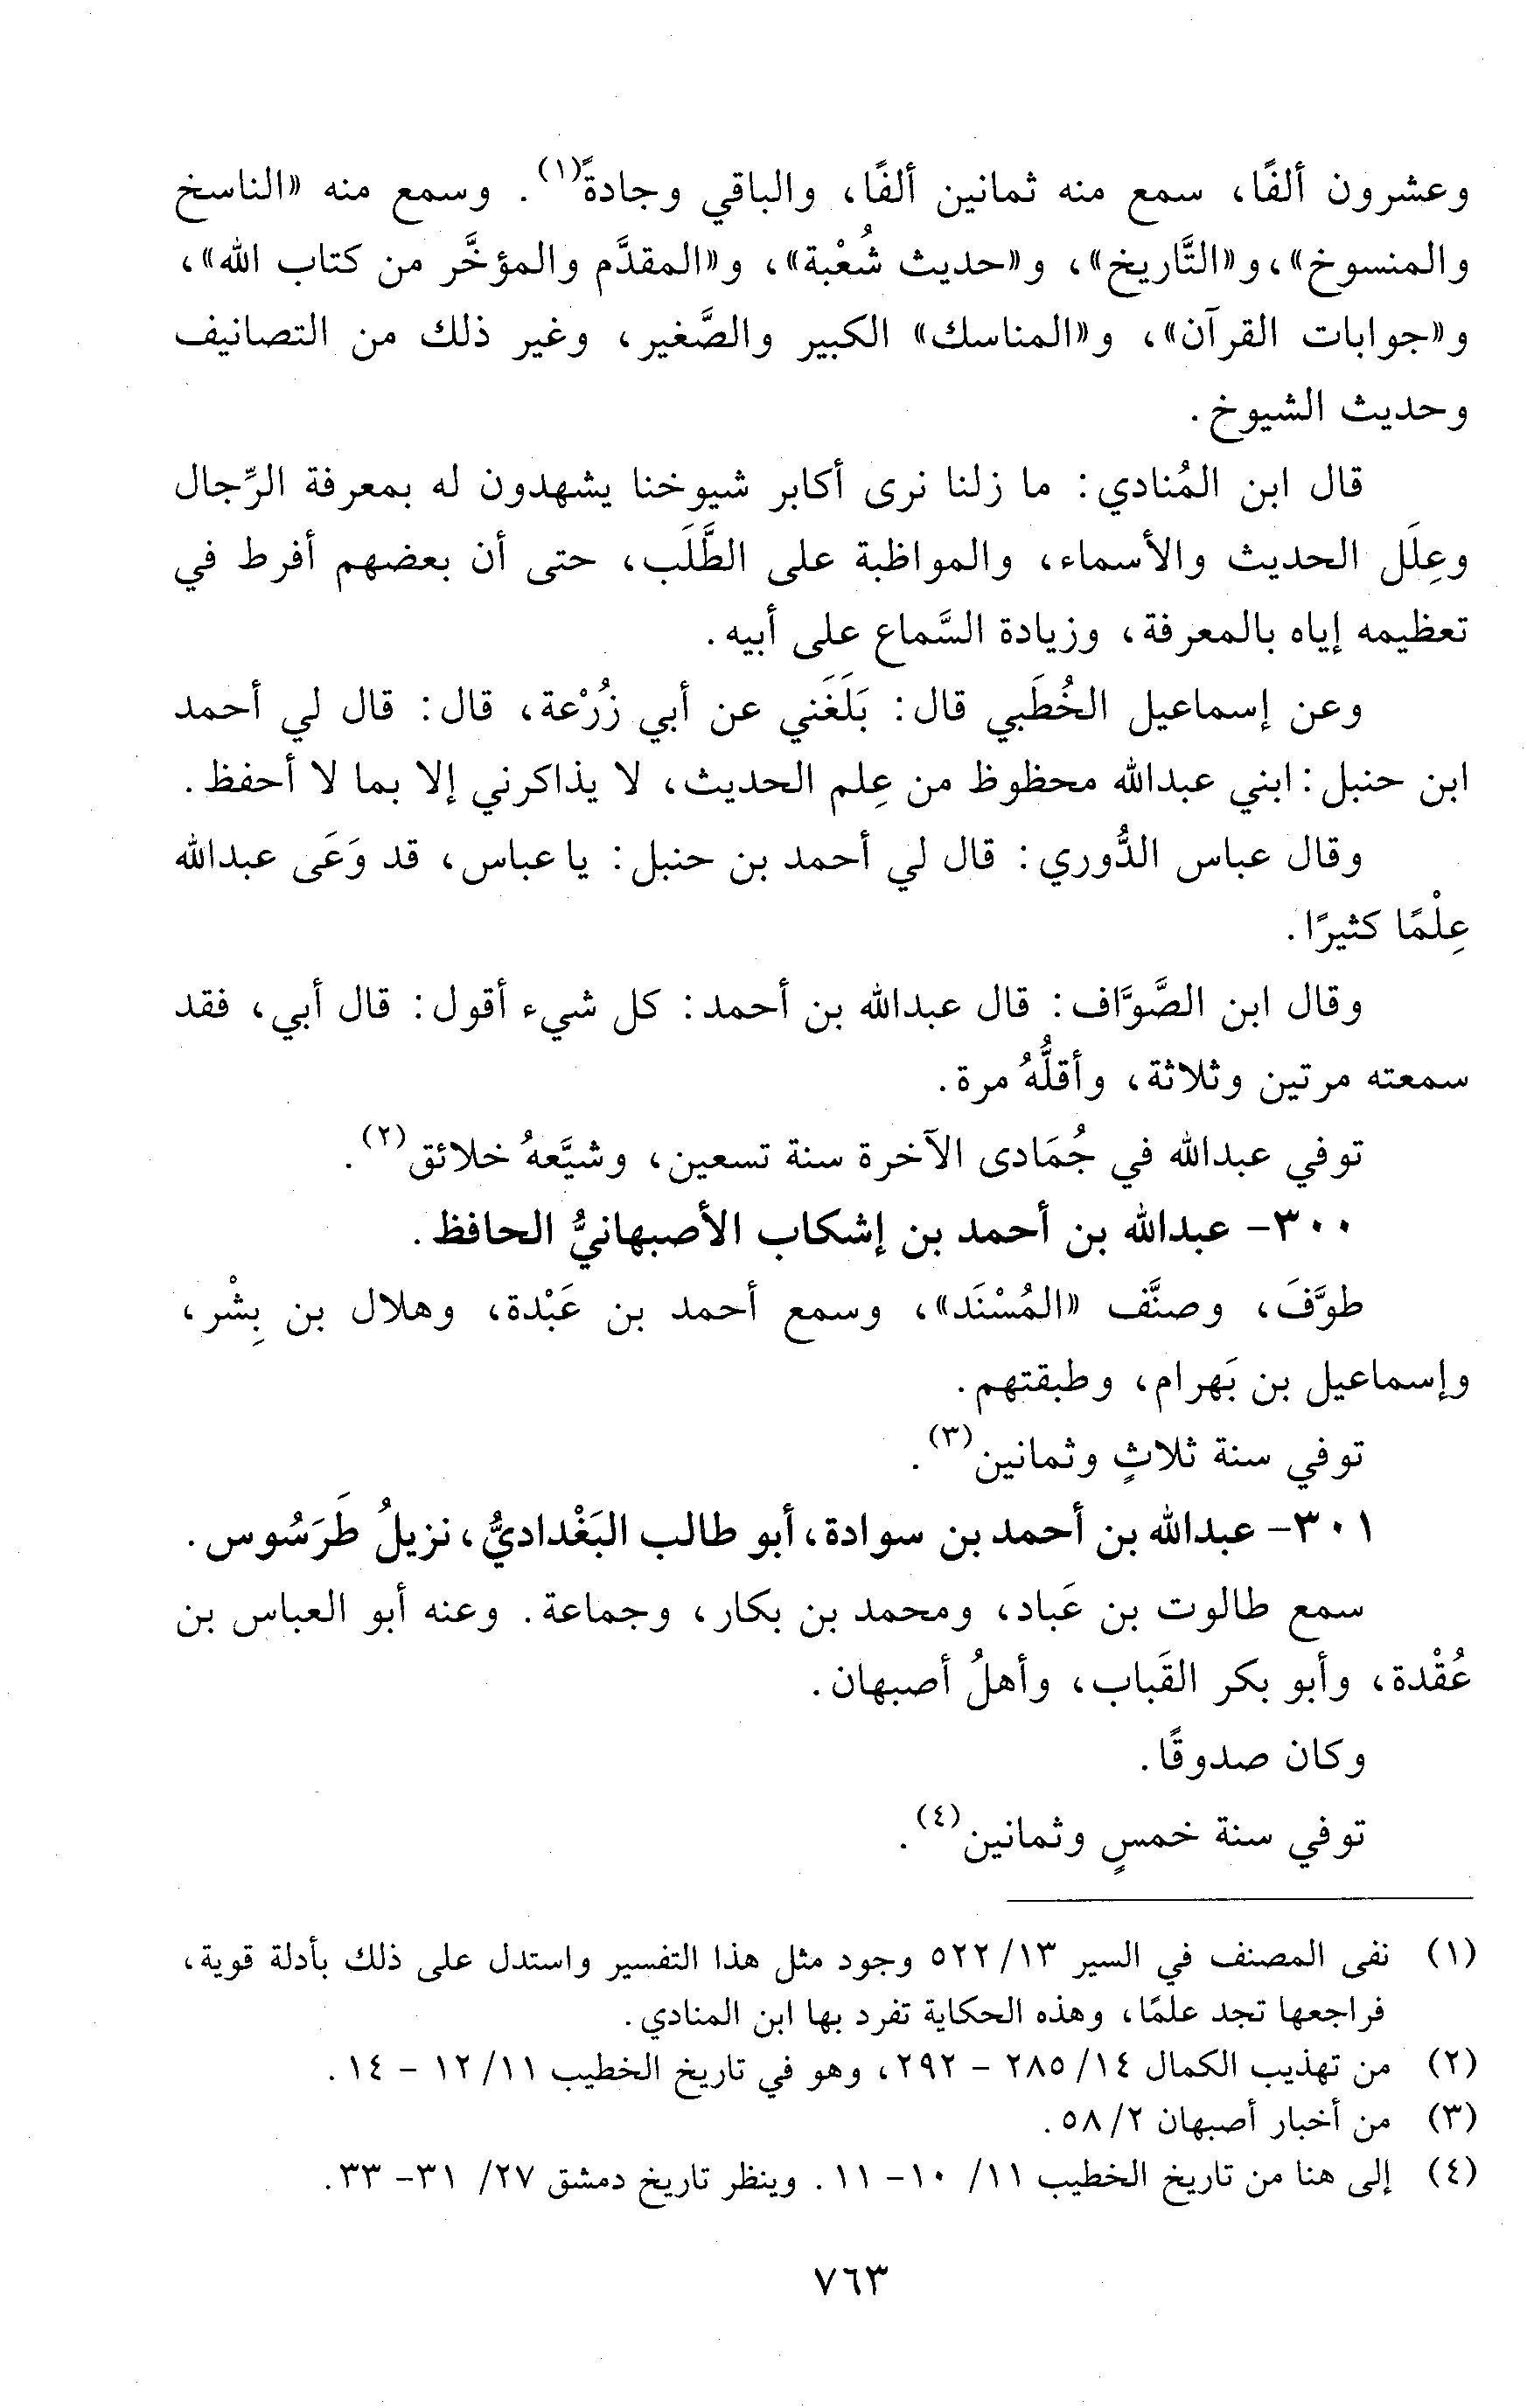 وعشرون ألفًا، سمع منه ثمانين ألفًا، والباقي وجادةً(١). وسمع منه «الناسخ
والمنسوخ»،و«التَّاريخ»، و«حديث شُعْبة»، و«المقدَّم والمؤخَّر من كتاب الله»،
و«جوابات القرآن»، و«المناسك» الكبير والصَّغير، وغير ذلك من التصانيف
وحديث الشيوخ.
قال ابن المُنادي: ما زلنا نرى أكابر شيوخنا يشهدون له بمعرفة الرِّجال
وعِلَل الحديث والأسماء، والمواظبة على الطَّلَب، حتى أن بعضهم أفرط في
تعظيمه إياه بالمعرفة، وزيادة السَّماع على أبيه.
وعن إسماعيل الخُطَبي قال: بَلَغَني عن أبي زُرْعة، قال: قال لي أحمد
ابن حنبل: ابني عبدالله محظوظ من عِلم الحديث، لا يذاكرني إلا بما لا أحفظ.
وقال عباس الدُّوري: قال لي أحمد بن حنبل: يا عباس، قد وَعَى عبدالله
عِلْمًا كثيرًا.
وقال ابن الصَّوَّاف: قال عبدالله بن أحمد: كل شيء أقول: قال أبي، فقد
سمعته مرتين وثلاثة، وأقلُّهُ مرة.
توفي عبدالله في جُمَادى الآخرة سنة تسعين، وشيَّعهُ خلائق(٢).
٣٠٠- عبدالله بن أحمد بن إشكاب الأصبهانيُّ الحافظ.
طوَّفَ، وصنَّف «المُسْنَد»، وسمع أحمد بن عَبْدة، وهلال بن بِشْر،
وإسماعيل بن بَهرام، وطبقتهم.
توفي سنة ثلاثٍ وثمانين(٣).
٣٠١- عبدالله بن أحمد بن سوادة، أبو طالب البَغْداديُّ، نزيلُ طَرَسُوس.
سمع طالوت بن عَباد، ومحمد بن بكار، وجماعة. وعنه أبو العباس بن
عُقْدة، وأبو بكر القَباب، وأهلُ أصبهان.
وكان صدوقًا.
توفي سنة خمسٍ وثمانين(٤).
(١) نفى المصنف في السير ١٣/ ٥٢٢ وجود مثل هذا التفسير واستدل على ذلك بأدلة قوية،
فراجعها تجد علمًا، وهذه الحكاية تفرد بها ابن المنادي.
(٢) من تهذيب الكمال ١٤/ ٢٨٥ - ٢٩٢، وهو في تاريخ الخطيب ١١/ ١٢ - ١٤.
(٣) من أخبار أصبهان ٢/ ٥٨.
(٤) إلى هنا من تاريخ الخطيب ١١/ ١٠- ١١. وينظر تاريخ دمشق ٢٧/ ٣١- ٣٣.
٧٦٣